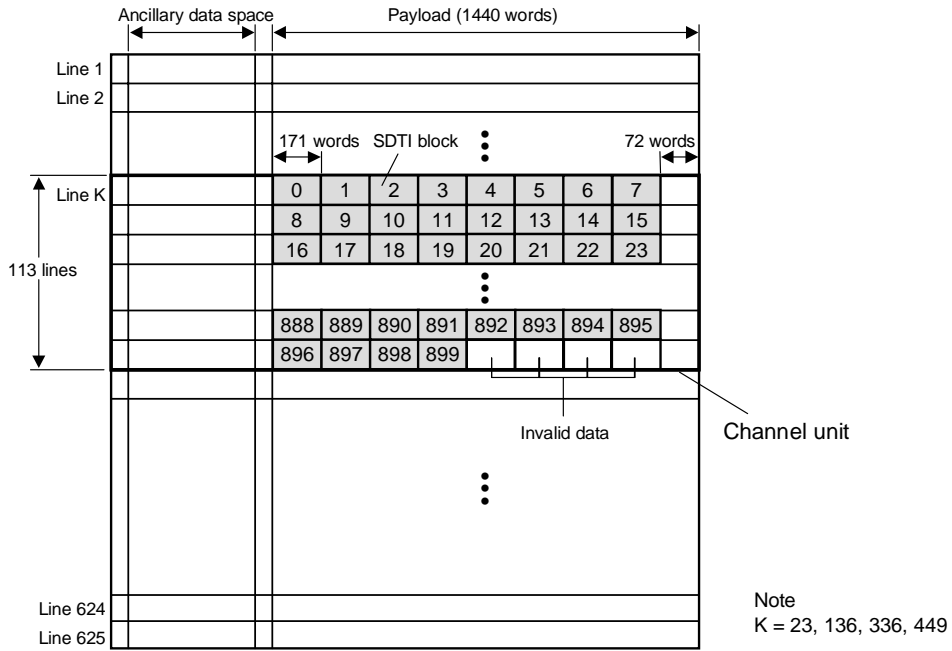 Ancillary data space Payload (1440 words)
Line 1
Line 2
171 words SDTI block 72 words
Line K 0 1 2 3 4 5 6 7
8 9 10 11 12 13 14 15
16 17 18 19 20 21 22 23
113 lines
888 889 890 891 892 893 894 895
896 897 898 899
Invalid data Channel unit
Line 624
Line 625
Note
K = 23, 136, 336, 449